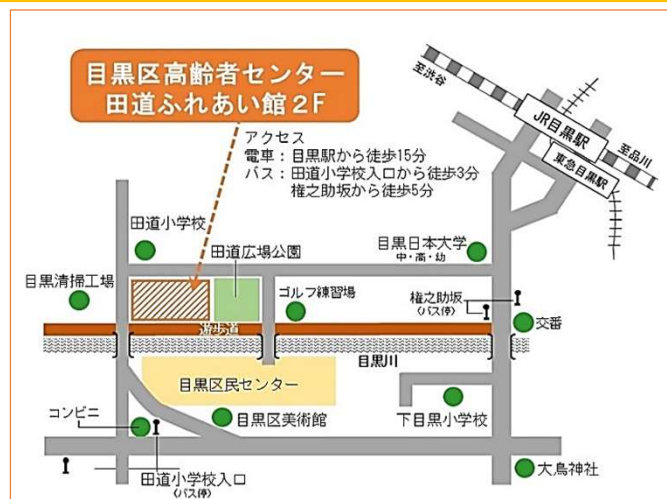 目黒区高齢者センター
田道ふれあい館2F
アクセス
電車：目黒駅から徒歩15分
バス：田道小学校入口から徒歩3分
権之助坂から徒歩5分
至渋谷
JR目黒駅
至品川
東急目黒駅
田道小学校
田道広場公園
目黒日本大学
中・高・幼
目黒清掃工場
ゴルフ練習場
権之助坂
（バス停）
交番
遊歩道
目黒川
目黒区民センター
コンビニ
目黒区美術館
下目黒小学校
田道小学校入口
（バス停）
大鳥神社